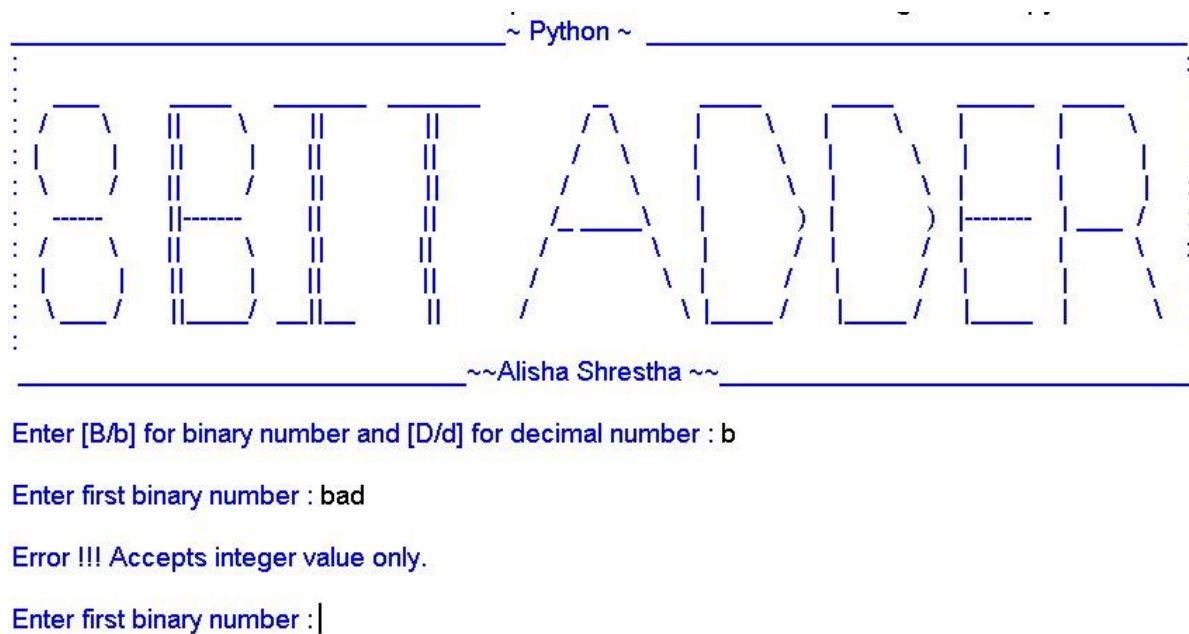 ~ Python ~
8BIT ADDER
~~Alisha Shrestha ~~
Enter [B/b] for binary number and [D/d] for decimal number : b
Enter first binary number : bad
Error !!! Accepts integer value only.
Enter first binary number :